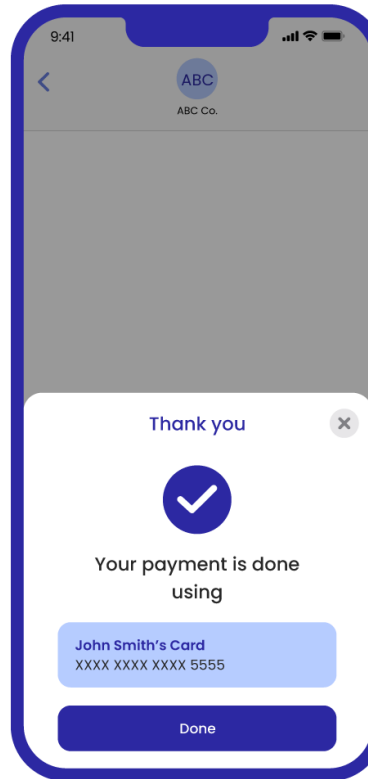 9:41
ABC
ABC Co.
Thank you
Your payment is done
using
John Smith's Card
XXXX XXXX XXXX 5555
Done